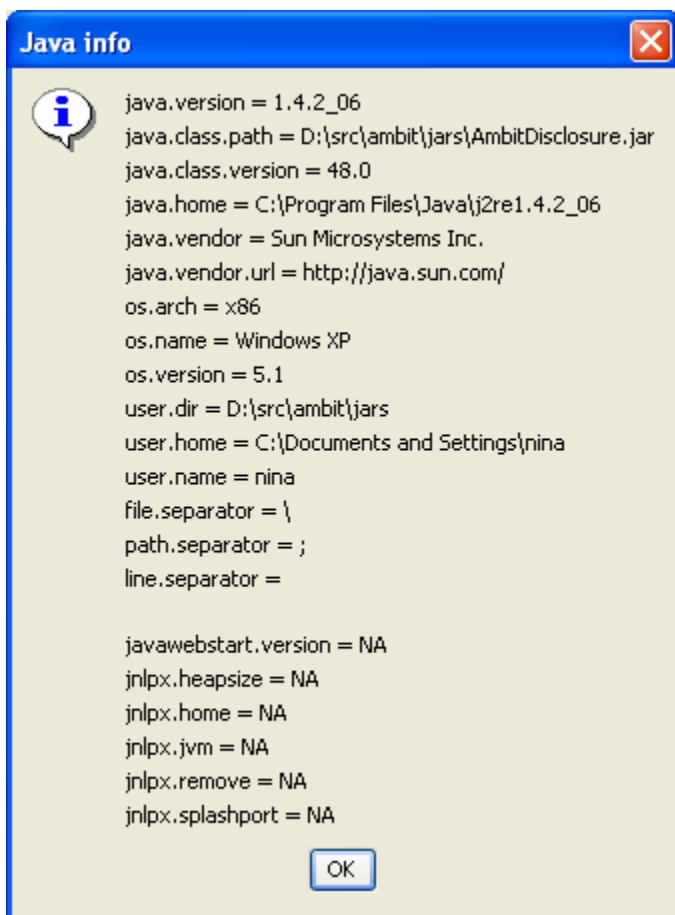 Java info
java.version = 1.4.2_06
java.class.path = D:\src\ambit\jars\AmbitDisclosure.jar
java.class.version = 48.0
java.home = C:\Program Files\Java\j2re1.4.2_06
java.vendor = Sun Microsystems Inc.
java.vendor.url = http://java.sun.com/
os.arch = x86
os.name = Windows XP
os.version = 5.1
user.dir = D:\src\ambit\jars
user.home = C:\Documents and Settings\nina
user.name = nina
file.separator = \
path.separator = ;
line.separator =
javawebstart.version = NA
jnlpx.heapsize = NA
jnlpx.home = NA
jnlpx.jvm = NA
jnlpx.remove = NA
jnlpx.splashport = NA
OK